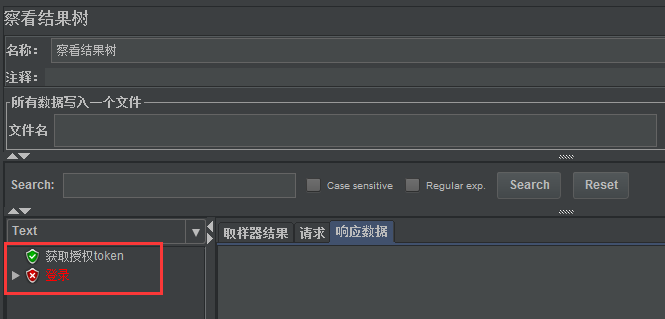 察看结果树
名称： 察看结果树
注释：
所有数据写入一个文件
文件名
Search: Case sensitive Regular exp. Search Reset
Text 取样器结果 请求 响应数据
获取授权token
登录